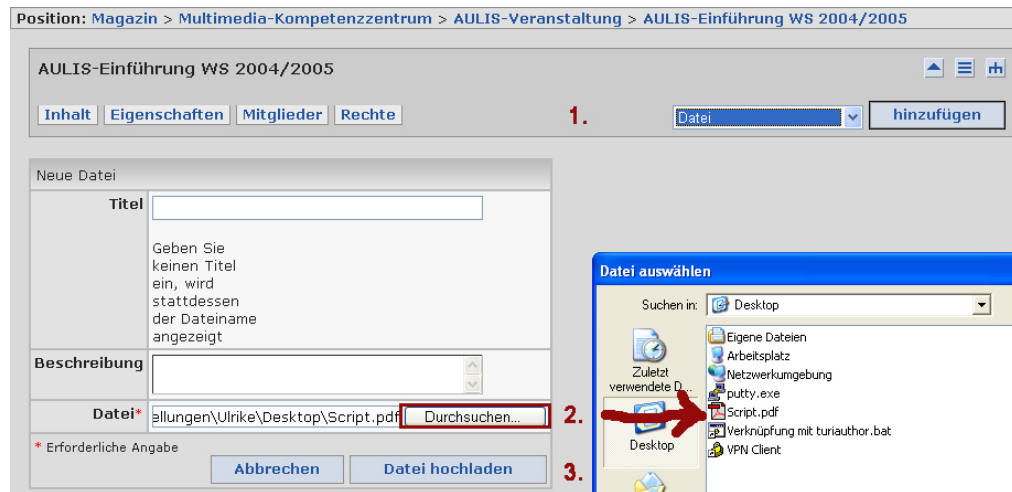 Position: Magazin > Multimedia-Kompetenzzentrum > AULIS-Veranstaltung > AULIS-Einführung WS 2004/2005
AULIS-Einführung WS 2004/2005
Inhalt Eigenschaften Mitglieder Rechte 1. Datei hinzufügen
Neue Datei
Titel
Geben Sie
keinen Titel
ein, wird
stattdessen
der Dateiname
angezeigt
Beschreibung
Datei* ellungen\Ulrike\Desktop\Script.pdf Durchsuchen... 2.
* Erforderliche Angabe
Abbrechen Datei hochladen 3.
Datei auswählen
Suchen in: Desktop
Zuletzt
verwendete D...
Desktop
Eigene Dateien
Arbeitsplatz
Netzwerkumgebung
putty.exe
Script.pdf
Verknüpfung mit turiauthor.bat
VPN Client